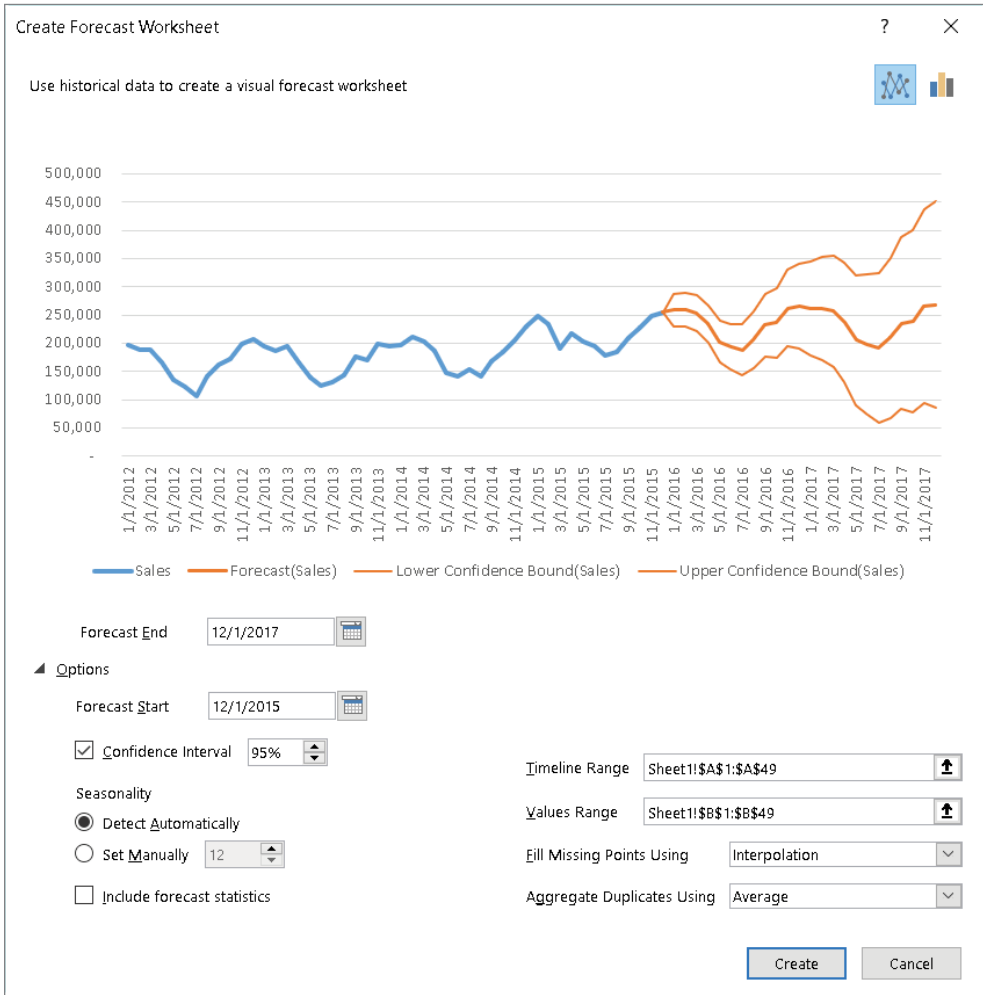 Create Forecast Worksheet ?
Use historical data to create a visual forecast worksheet
500,000
450,000
400,000
350,000
300,000
250,000
200,000
150,000
100,000
50,000
-
1/1/2012
3/1/2012
5/1/2012
7/1/2012
9/1/2012
11/1/2012
1/1/2013
3/1/2013
5/1/2013
7/1/2013
9/1/2013
11/1/2013
1/1/2014
3/1/2014
5/1/2014
7/1/2014
9/1/2014
11/1/2014
1/1/2015
3/1/2015
5/1/2015
7/1/2015
9/1/2015
11/1/2015
1/1/2016
3/1/2016
5/1/2016
7/1/2016
9/1/2016
11/1/2016
1/1/2017
3/1/2017
5/1/2017
7/1/2017
9/1/2017
11/1/2017
Sales Forecast(Sales) Lower Confidence Bound(Sales) Upper Confidence Bound(Sales)
Forecast End 12/1/2017
Options
Forecast Start 12/1/2015
Confidence Interval 95%
Seasonality
Detect Automatically
Set Manually 12
Include forecast statistics
Timeline Range Sheet1!$A$1:$A$49
Values Range Sheet1!$B$1:$B$49
Fill Missing Points Using Interpolation
Aggregate Duplicates Using Average
Create Cancel